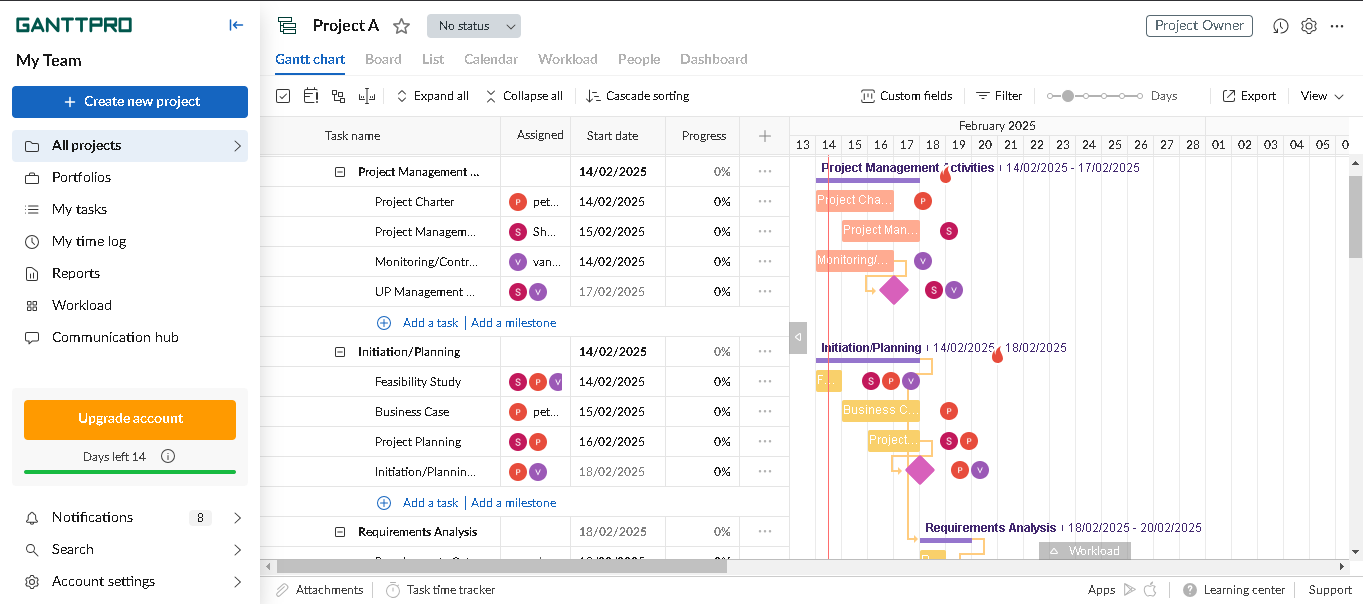 GANTTPRO
My Team
+ Create new project
All projects
Portfolios
My tasks
My time log
Reports
Workload
Communication hub
Upgrade account
Days left 14
Notifications 8
Search
Account settings
Project A No status Project Owner
Gantt chart Board List Calendar Workload People Dashboard
Expand all Collapse all Cascade sorting Custom fields Filter Days Export View
Task name Assigned Start date Progress
February 2025
13 14 15 16 17 18 19 20 21 22 23 24 25 26 27 28 01 02 03 04 05 0
Project Management ... 14/02/2025 0% Project Management Activities 14/02/2025 - 17/02/2025
Project Charter P pet... 14/02/2025 0% Project Cha... P
Project Managem... S Sh... 15/02/2025 0% Project Man... S
Monitoring/Contr... V van... 14/02/2025 0% Monitoring/... V
UP Management ... S V 17/02/2025 0% S V
Add a task | Add a milestone
Initiation/Planning 14/02/2025 0% Initiation/Planning 14/02/2025 - 18/02/2025
Feasibility Study S P V 14/02/2025 0% F... S P V
Business Case P pet... 15/02/2025 0% Business C... P
Project Planning S P 16/02/2025 0% Project... S P
Initiation/Plannin... P V 18/02/2025 0% P V
Add a task | Add a milestone
Requirements Analysis 18/02/2025 0% Requirements Analysis 18/02/2025 - 20/02/2025
Workload
Attachments Task time tracker Apps Learning center Support